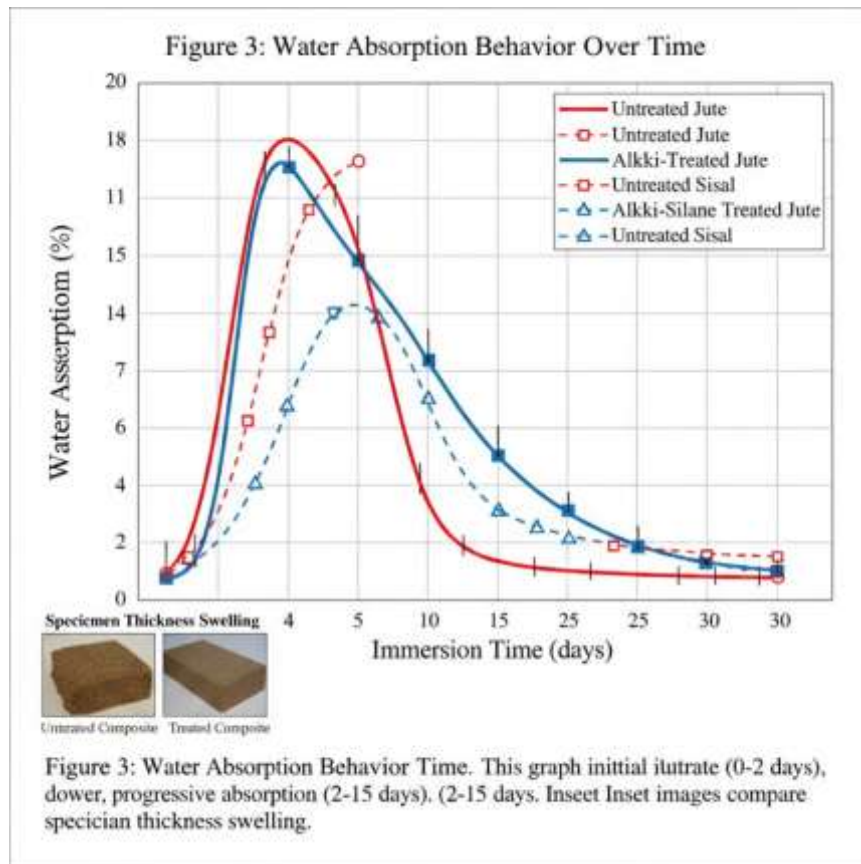 Figure 3: Water Absorption Behavior Over Time
20
18
11
15
14
7
6
4
2
0
Water Asserptiom (%)
Untreated Jute
Untreated Jute
Alkki-Treated Jute
Untreated Sisal
Alkki-Silane Treated Jute
Untreated Sisal
4 5 10 15 25 25 30 30
Immersion Time (days)
Specicmen Thickness Swelling
Untirated Composite Treated Composite
Figure 3: Water Absorption Behavior Time. This graph inittial ilutrate (0-2 days),
dower, progressive absorption (2-15 days). (2-15 days. Inseet Inset images compare
specician thickness swelling.